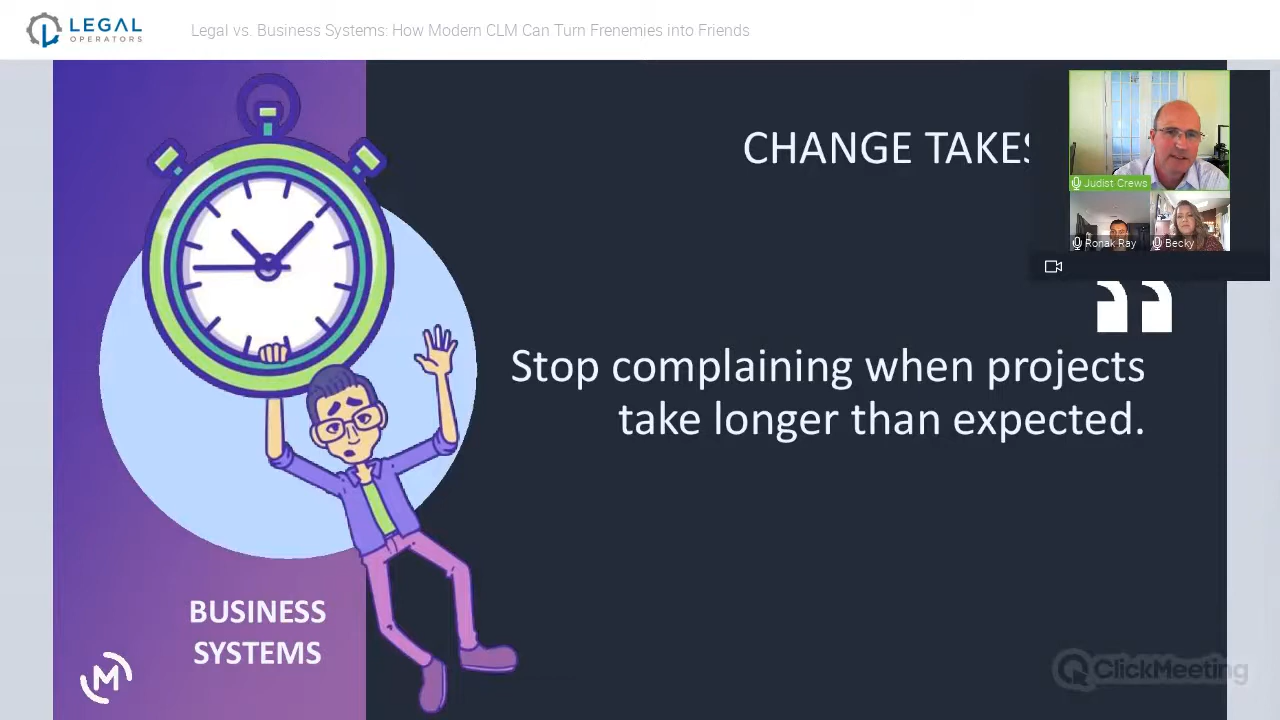 LEGAL
OPERATORS
Legal vs. Business Systems: How Modern CLM Can Turn Frenemies into Friends
CHANGE TAKES
Judist Crews
Ronak Ray
Becky
Stop complaining when projects
take longer than expected.
BUSINESS
SYSTEMS
M
ClickMeeting